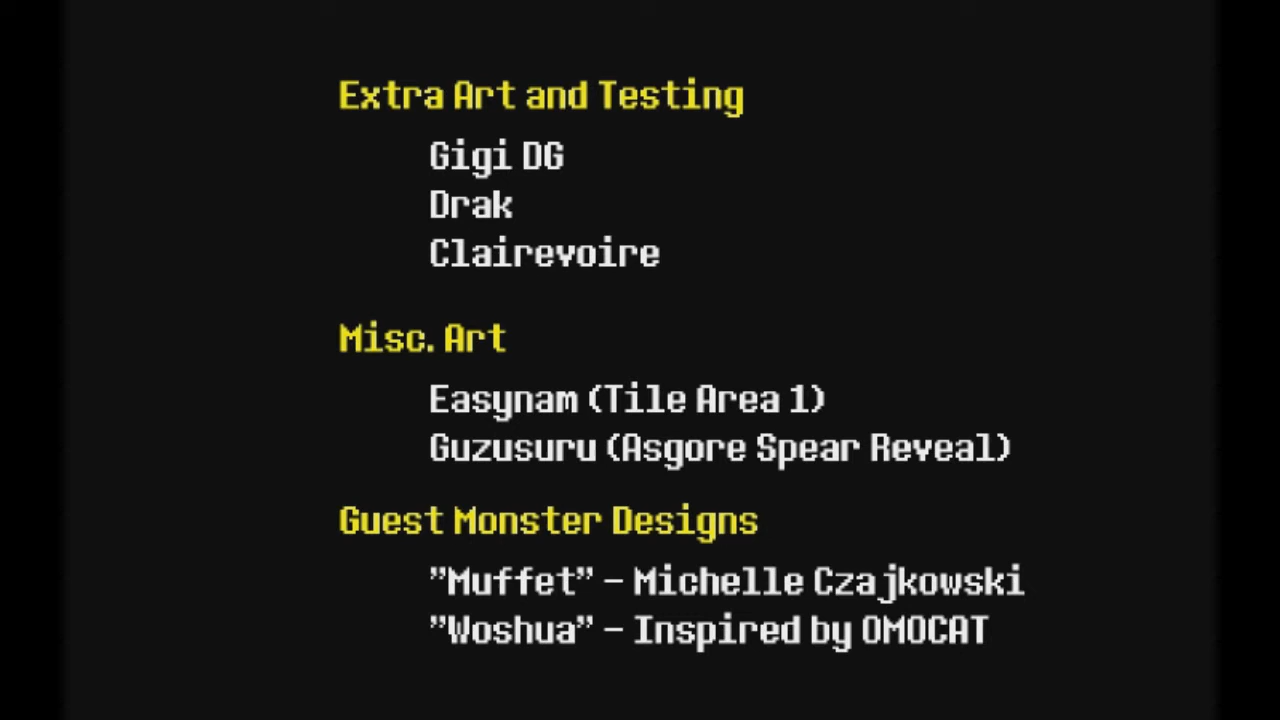 Extra Art and Testing
Gigi DG
Drak
Clairevoire
Misc. Art
Easynam (Tile Area 1)
Guzusuru (Asgore Spear Reveal)
Guest Monster Designs
”Muffet” – Michelle Czajkowski
”Woshua” – Inspired by OMOCAT